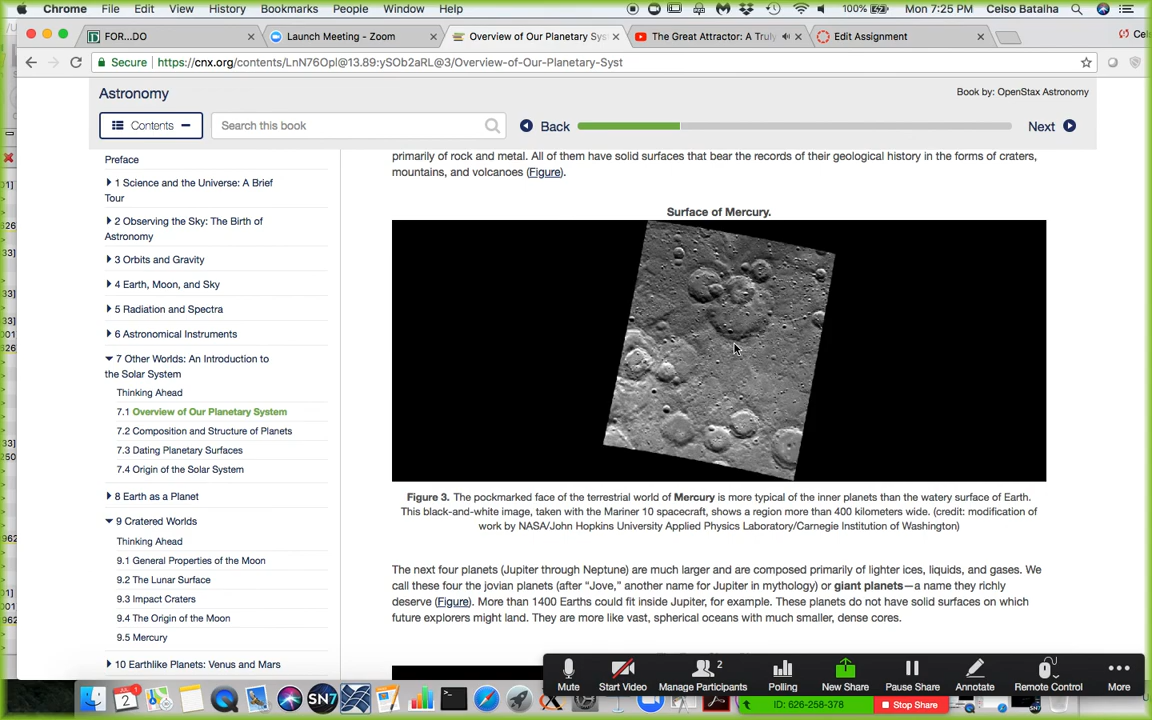 Chrome File Edit View History Bookmarks People Window Help 100% Mon 7:25 PM Celso Batalha
FOR...DO Launch Meeting - Zoom Overview of Our Planetary Sys The Great Attractor: A Truly Edit Assignment
Secure https://cnx.org/contents/LnN76Opl@13.89:ySOb2aRL@3/Overview-of-Our-Planetary-Syst
Astronomy
Book by: OpenStax Astronomy
Contents Search this book Back Next
Preface
1 Science and the Universe: A Brief
Tour
2 Observing the Sky: The Birth of
Astronomy
3 Orbits and Gravity
4 Earth, Moon, and Sky
5 Radiation and Spectra
6 Astronomical Instruments
7 Other Worlds: An Introduction to
the Solar System
Thinking Ahead
7.1 Overview of Our Planetary System
7.2 Composition and Structure of Planets
7.3 Dating Planetary Surfaces
7.4 Origin of the Solar System
8 Earth as a Planet
9 Cratered Worlds
Thinking Ahead
9.1 General Properties of the Moon
9.2 The Lunar Surface
9.3 Impact Craters
9.4 The Origin of the Moon
9.5 Mercury
10 Earthlike Planets: Venus and Mars
primarily of rock and metal. All of them have solid surfaces that bear the records of their geological history in the forms of craters,
mountains, and volcanoes (Figure).
Surface of Mercury.
Figure 3. The pockmarked face of the terrestrial world of Mercury is more typical of the inner planets than the watery surface of Earth.
This black-and-white image, taken with the Mariner 10 spacecraft, shows a region more than 400 kilometers wide. (credit: modification of
work by NASA/John Hopkins University Applied Physics Laboratory/Carnegie Institution of Washington)
The next four planets (Jupiter through Neptune) are much larger and are composed primarily of lighter ices, liquids, and gases. We
call these four the jovian planets (after “Jove,” another name for Jupiter in mythology) or giant planets—a name they richly
deserve (Figure). More than 1400 Earths could fit inside Jupiter, for example. These planets do not have solid surfaces on which
future explorers might land. They are more like vast, spherical oceans with much smaller, dense cores.
Mute Start Video Manage Participants 2 Polling New Share Pause Share Annotate Remote Control More
ID: 626-258-378 Stop Share
2 SN7